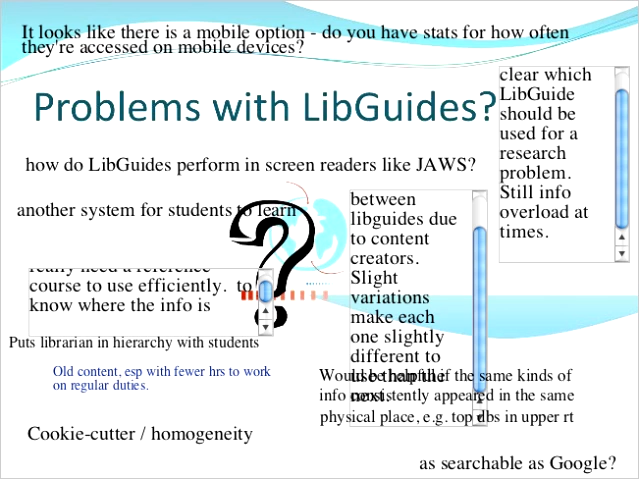 It looks like there is a mobile option - do you have stats for how often
they're accessed on mobile devices?
Problems with LibGuides?
clear which
LibGuide
should be
used for a
research
problem.
Still info
overload at
times.
how do LibGuides perform in screen readers like JAWS?
another system for students to learn
between
libguides due
to content
creators.
Slight
variations
make each
one slightly
different to
use than the
next.
really need a reference
course to use efficiently. to
know where the info is
Puts librarian in hierarchy with students
Old content, esp with fewer hrs to work
on regular duties.
Would be helpful if the same kinds of
info consistently appeared in the same
physical place, e.g. top dbs in upper rt
Cookie-cutter / homogeneity
as searchable as Google?